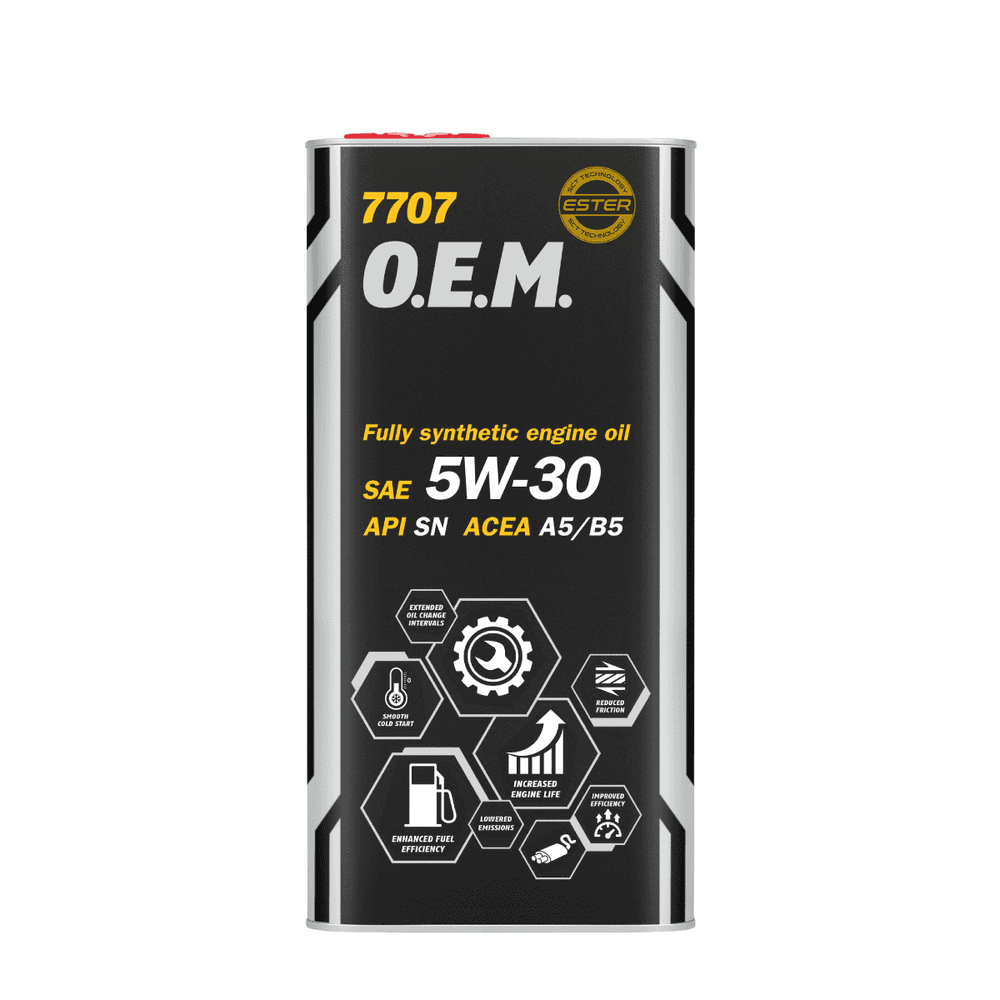 7707
SCT TECHNOLOGY
ESTER
SCT TECHNOLOGY
O.E.M.
Fully synthetic engine oil
SAE 5W-30
API SN ACEA A5/B5
EXTENDED
OIL CHANGE
INTERVALS
0
SMOOTH
COLD START
REDUCED
FRICTION
INCREASED
ENGINE LIFE
IMPROVED
EFFICIENCY
LOWERED
EMISSIONS
ENHANCED FUEL
EFFICIENCY